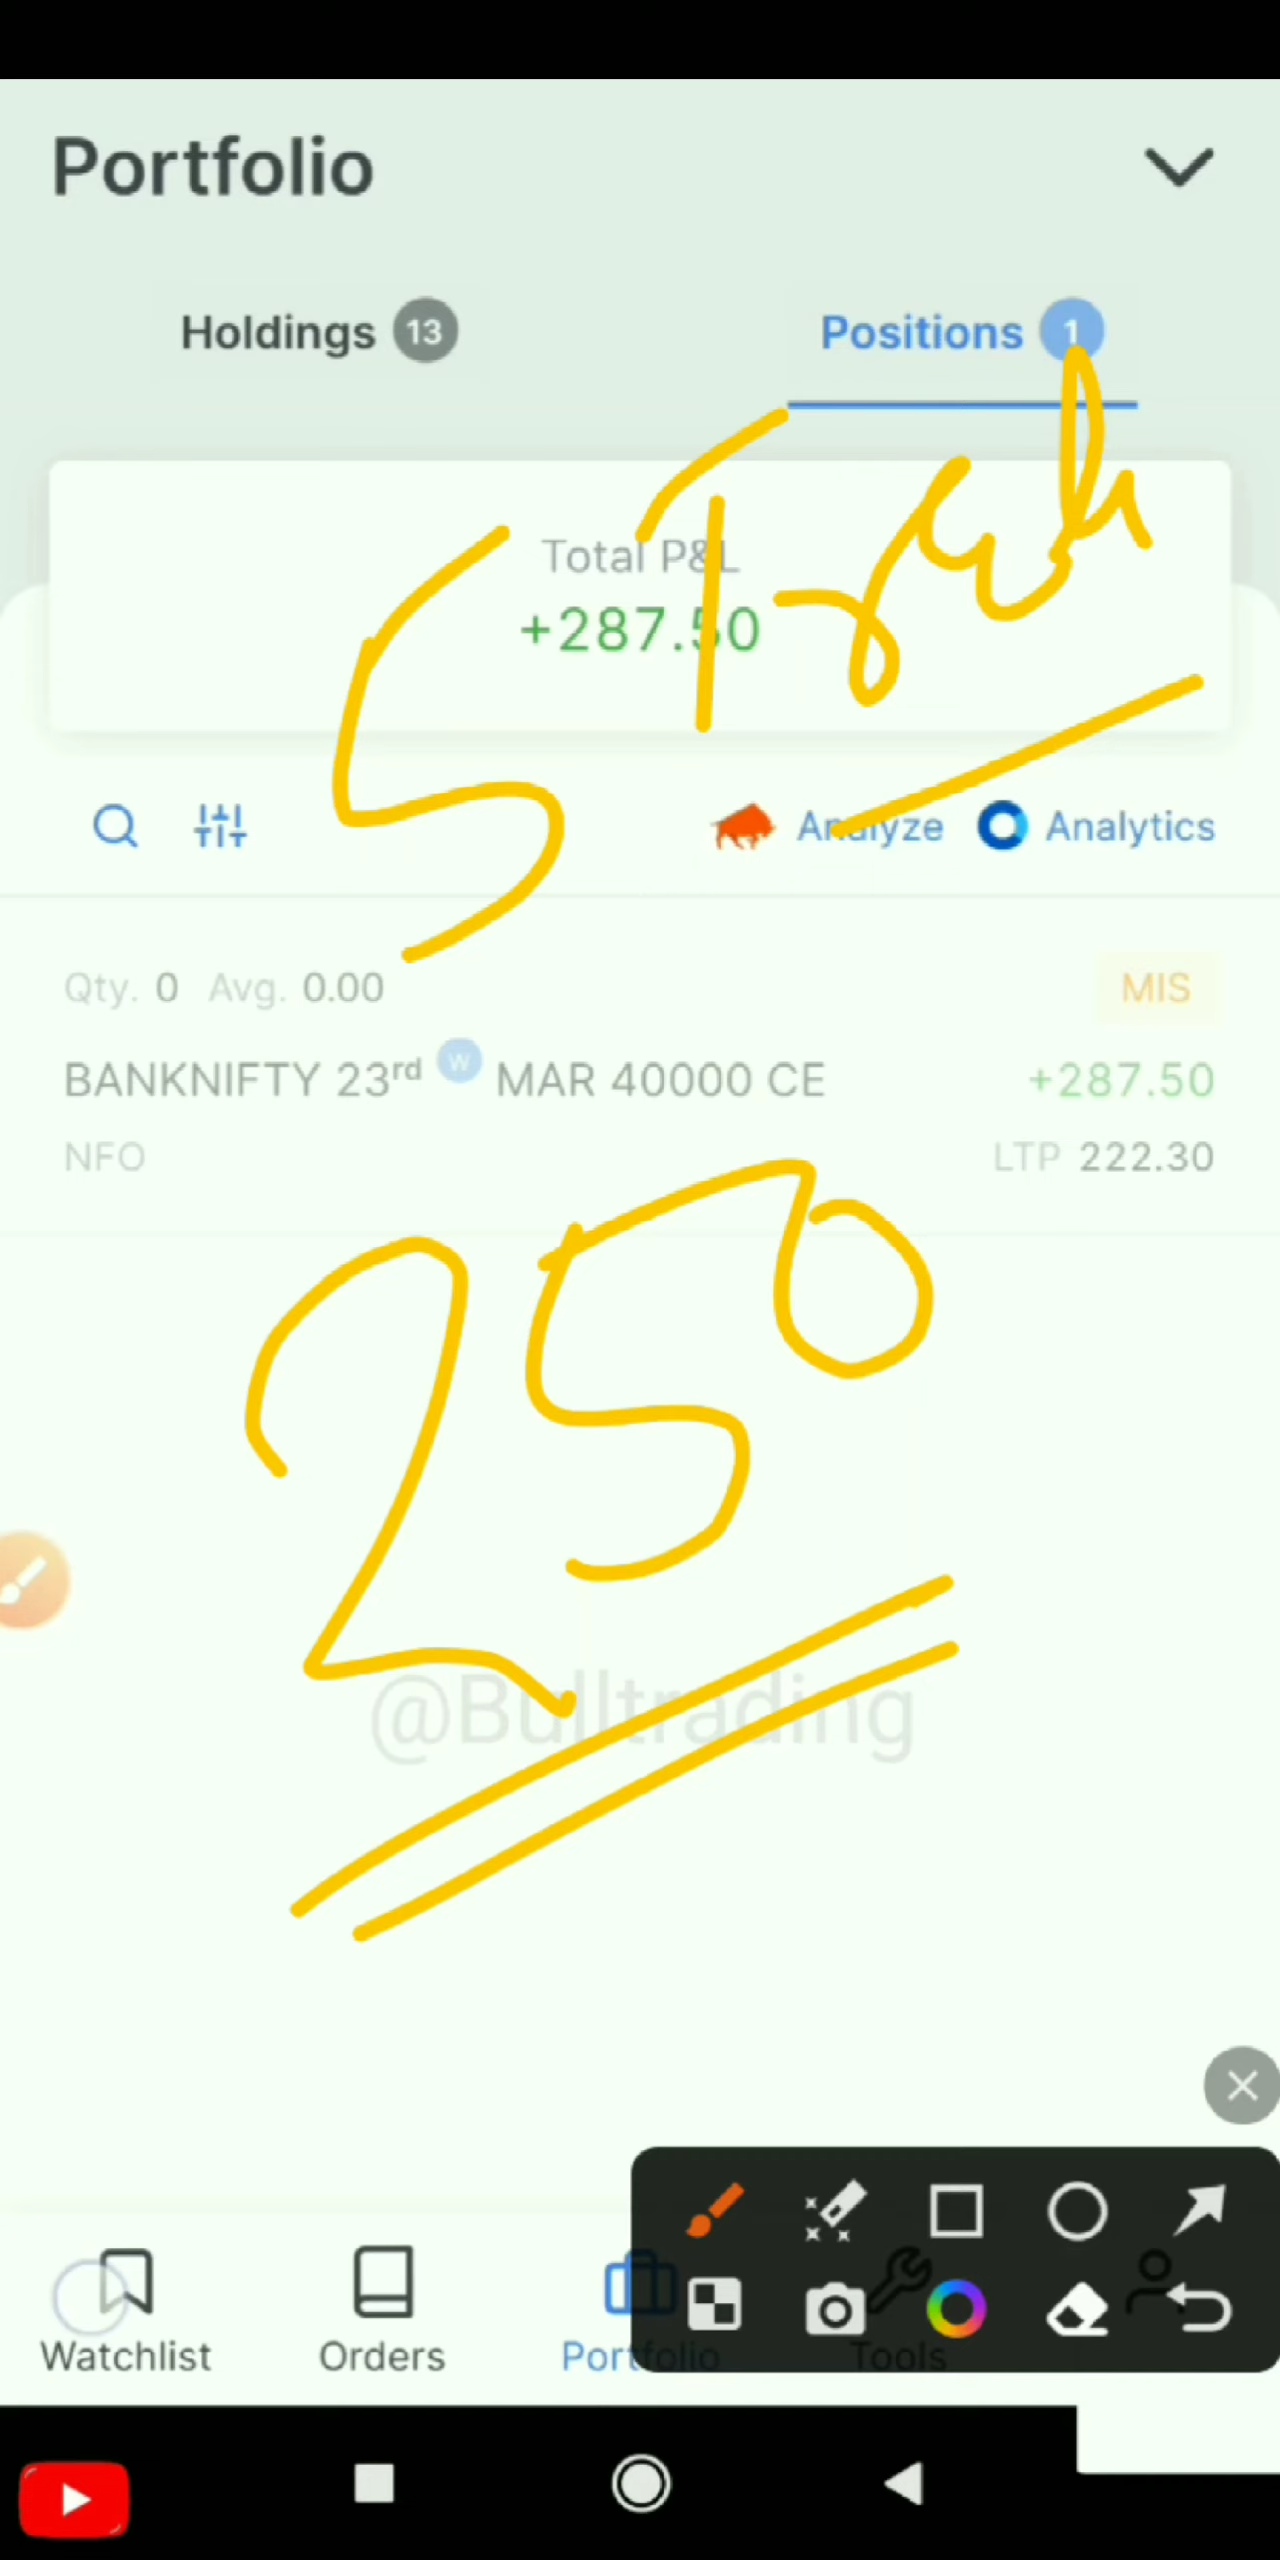 Portfolio
Holdings 13 Positions 1
Total P&L
+287.50
5
Analyze Analytics
Qty. 0 Avg. 0.00 MIS
BANKNIFTY 23rd W MAR 40000 CE +287.50
NFO LTP 222.30
250
@Bulltrading
Watchlist Orders Portfolio Tools